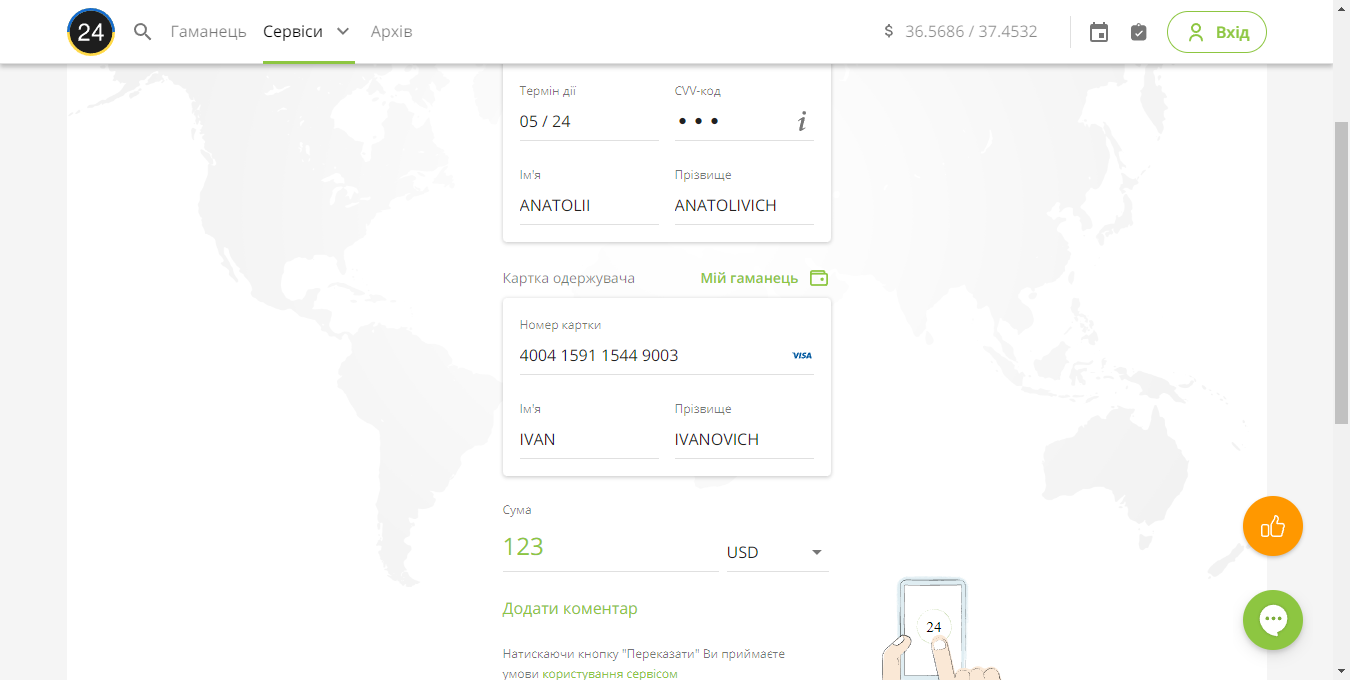 24 Гаманець Сервіси Архів $ 36.5686 / 37.4532 Вхід
Термін дії CVV-код
05 / 24 • • • i
Ім'я Прізвище
ANATOLII ANATOLIVICH
Картка одержувача Мій гаманець
Номер картки
4004 1591 1544 9003 VISA
Ім'я Прізвище
IVAN IVANOVICH
Сума
123 USD
Додати коментар
24
Натискаючи кнопку "Переказати" Ви приймаєте
умови користування сервісом